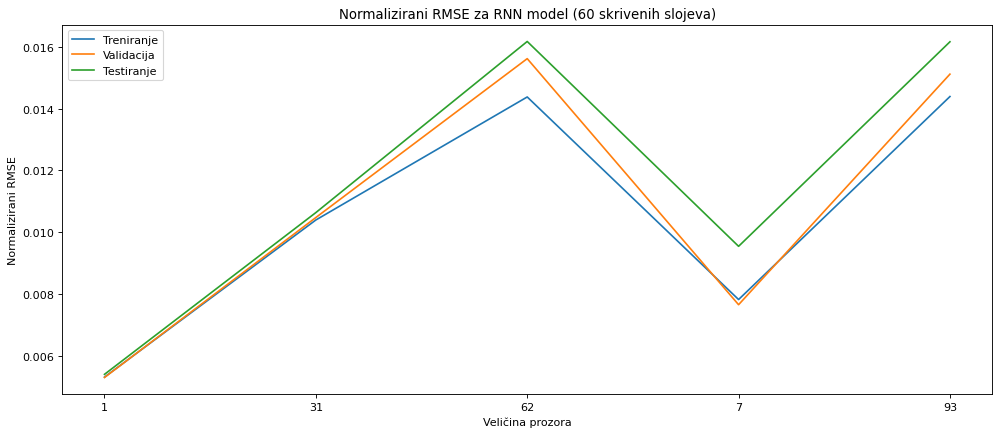 Normalizirani RMSE za RNN model (60 skrivenih slojeva)
Treniranje
Validacija
Testiranje
Normalizirani RMSE
0.016
0.014
0.012
0.010
0.008
0.006
1 31 62 7 93
Veličina prozora